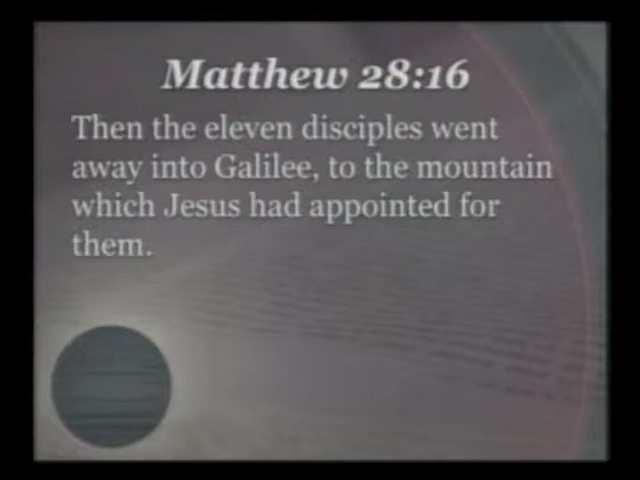 Matthew 28:16
Then the eleven disciples went
away into Galilee, to the mountain
which Jesus had appointed for
them.